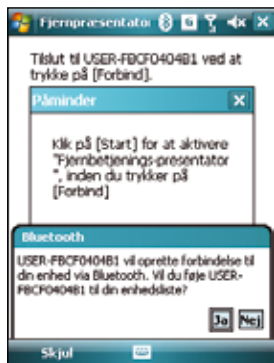 Fjernpræsentator
Tilslut til USER-FBCF0404B1 ved at
trykke på [Forbind].
Påminder
Klik på [Start] for at aktivere
"Fjernbetjenings-presentator
", inden du trykker på
[Forbind]
Bluetooth
USER-FBCF0404B1 vil oprette forbindelse til
din enhed via Bluetooth. Vil du føje USER-
FBCF0404B1 til din enhedsliste?
Ja Nej
Skjul